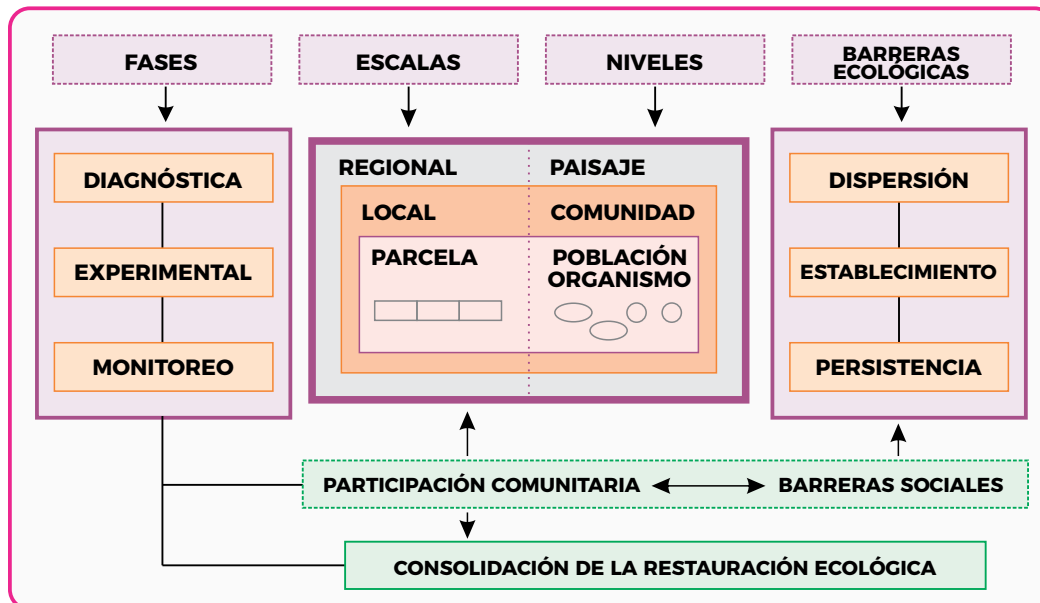 FASES
ESCALAS
NIVELES
BARRERAS
ECOLÓGICAS
DIAGNÓSTICA
EXPERIMENTAL
MONITOREO
REGIONAL
PAISAJE
LOCAL
COMUNIDAD
PARCELA
POBLACIÓN
ORGANISMO
DISPERSIÓN
ESTABLECIMIENTO
PERSISTENCIA
PARTICIPACIÓN COMUNITARIA
BARRERAS SOCIALES
CONSOLIDACIÓN DE LA RESTAURACIÓN ECOLÓGICA